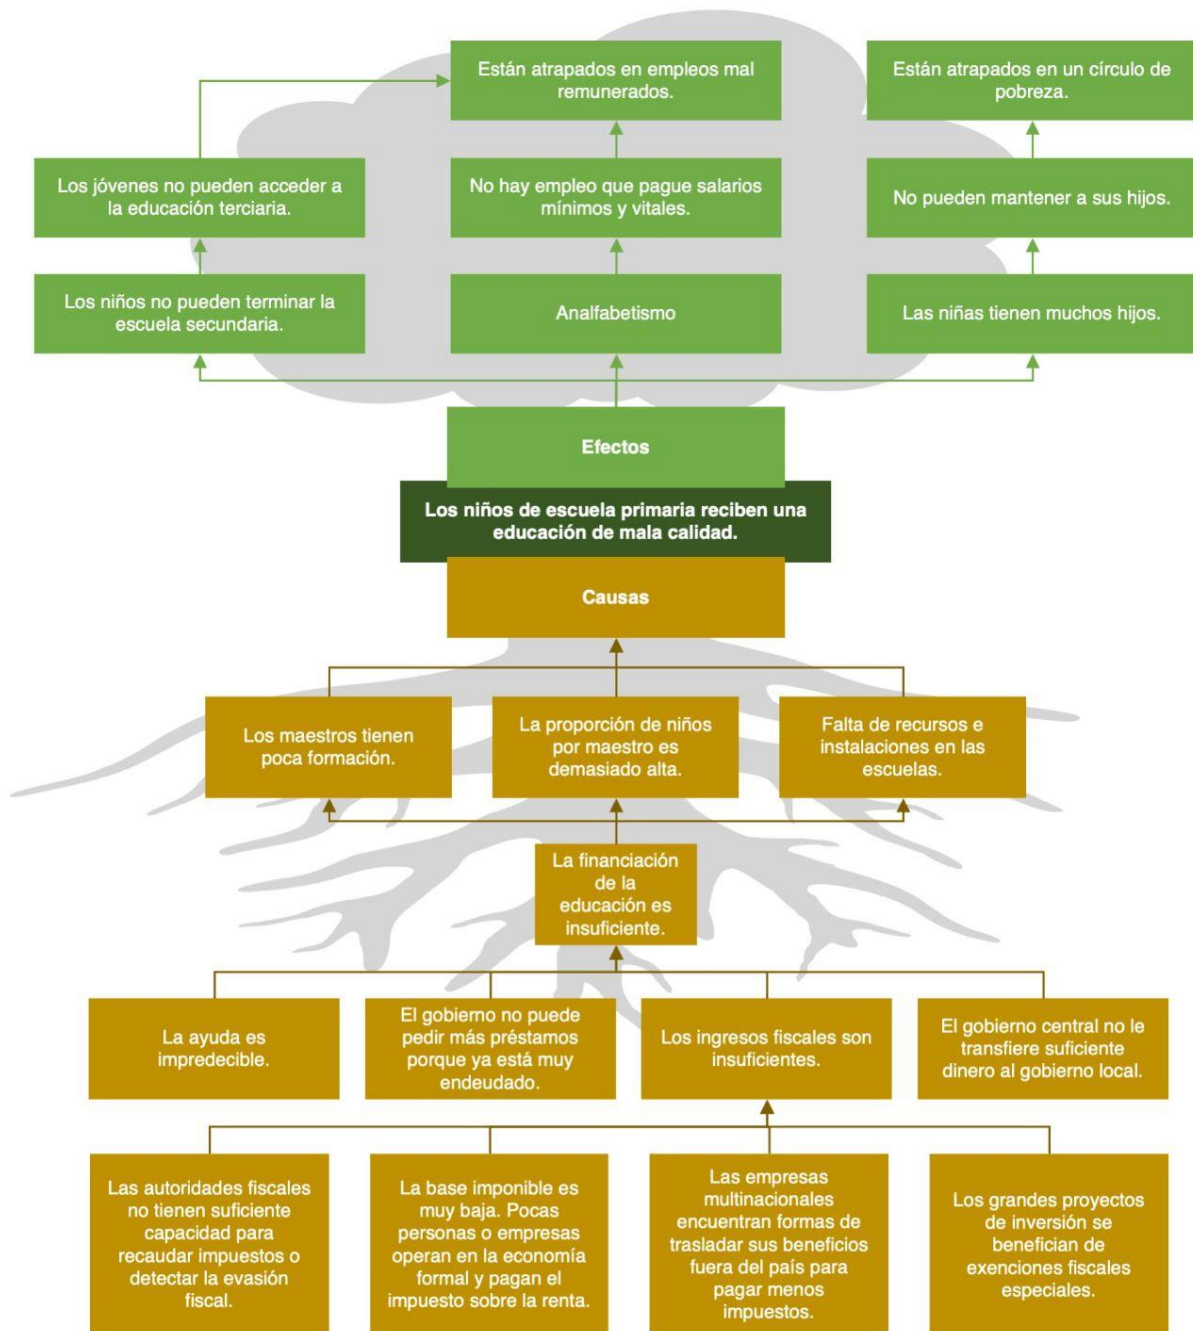 Están atrapados en empleos mal
remunerados.
Están atrapados en un círculo de
pobreza.
Los jóvenes no pueden acceder a
la educación terciaria.
No hay empleo que pague salarios
mínimos y vitales.
No pueden mantener a sus hijos.
Los niños no pueden terminar la
escuela secundaria.
Analfabetismo
Las niñas tienen muchos hijos.
Efectos
Los niños de escuela primaria reciben una
educación de mala calidad.
Causas
Los maestros tienen
poca formación.
La proporción de niños
por maestro es
demasiado alta.
Falta de recursos e
instalaciones en las
escuelas.
La financiación
de la
educación es
insuficiente.
La ayuda es
impredecible.
El gobierno no puede
pedir más préstamos
porque ya está muy
endeudado.
Los ingresos fiscales son
insuficientes.
El gobierno central no le
transfiere suficiente
dinero al gobierno local.
Las autoridades fiscales
no tienen suficiente
capacidad para
recaudar impuestos o
detectar la evasión
fiscal.
La base imponible es
muy baja. Pocas
personas o empresas
operan en la economía
formal y pagan el
impuesto sobre la renta.
Las empresas
multinacionales
encuentran formas de
trasladar sus beneficios
fuera del país para
pagar menos
impuestos.
Los grandes proyectos
de inversión se
benefician de
exenciones fiscales
especiales.